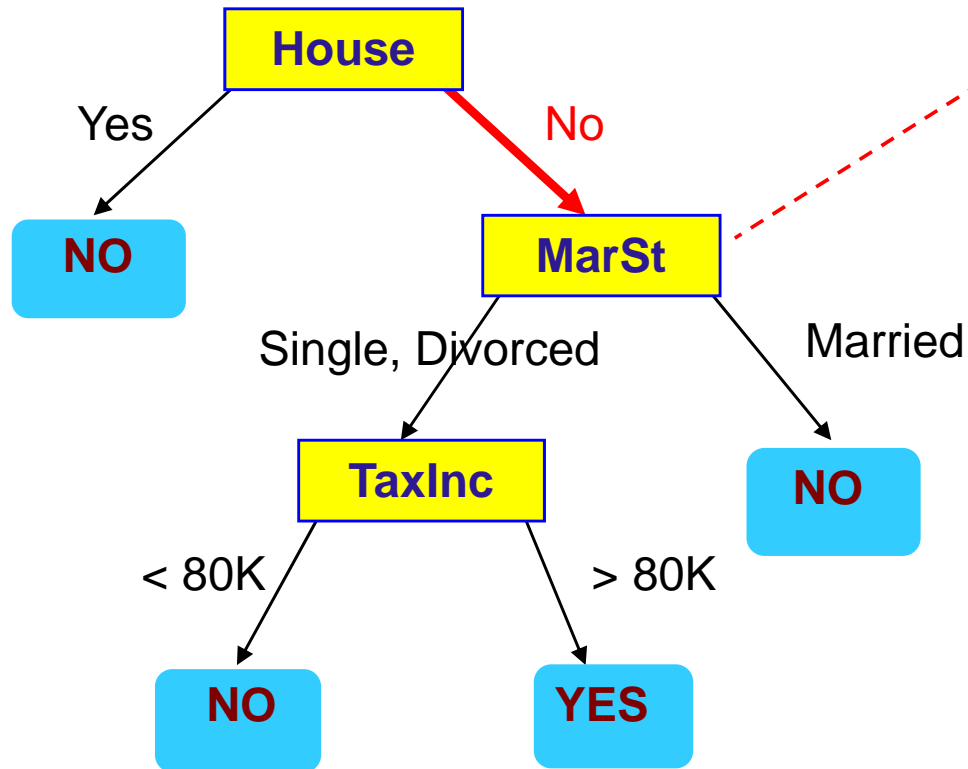 House
Yes
No
NO
MarSt
Single, Divorced
Married
TaxInc
NO
< 80K
> 80K
NO
YES